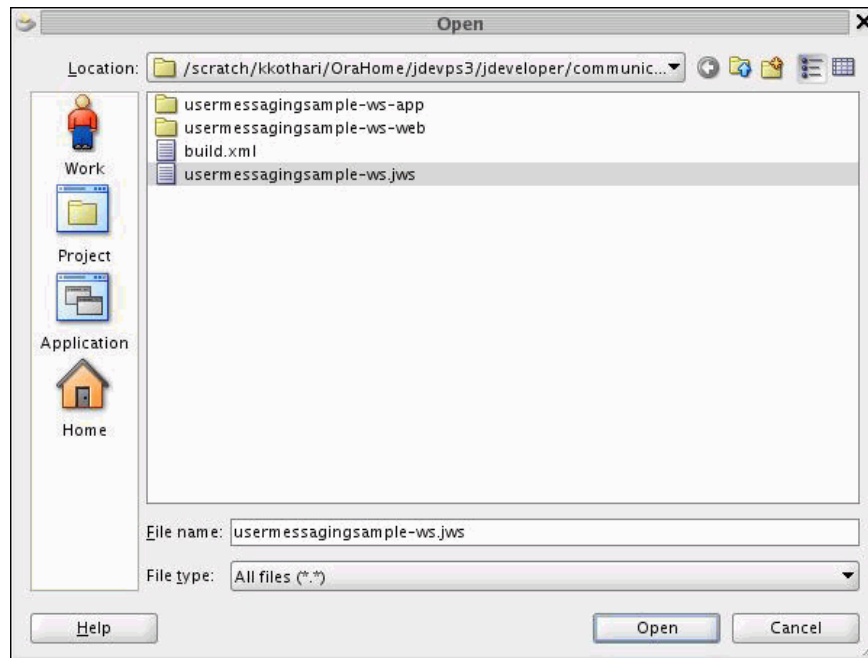 Open
Location: /scratch/kkothari/OraHome/jdevps3/jdeveloper/communic...
Work
Project
Application
Home
usermessagingsample-ws-app
usermessagingsample-ws-web
build.xml
usermessagingsample-ws.jws
File name: usermessagingsample-ws.jws
File type: All files (*.*)
Help Open Cancel